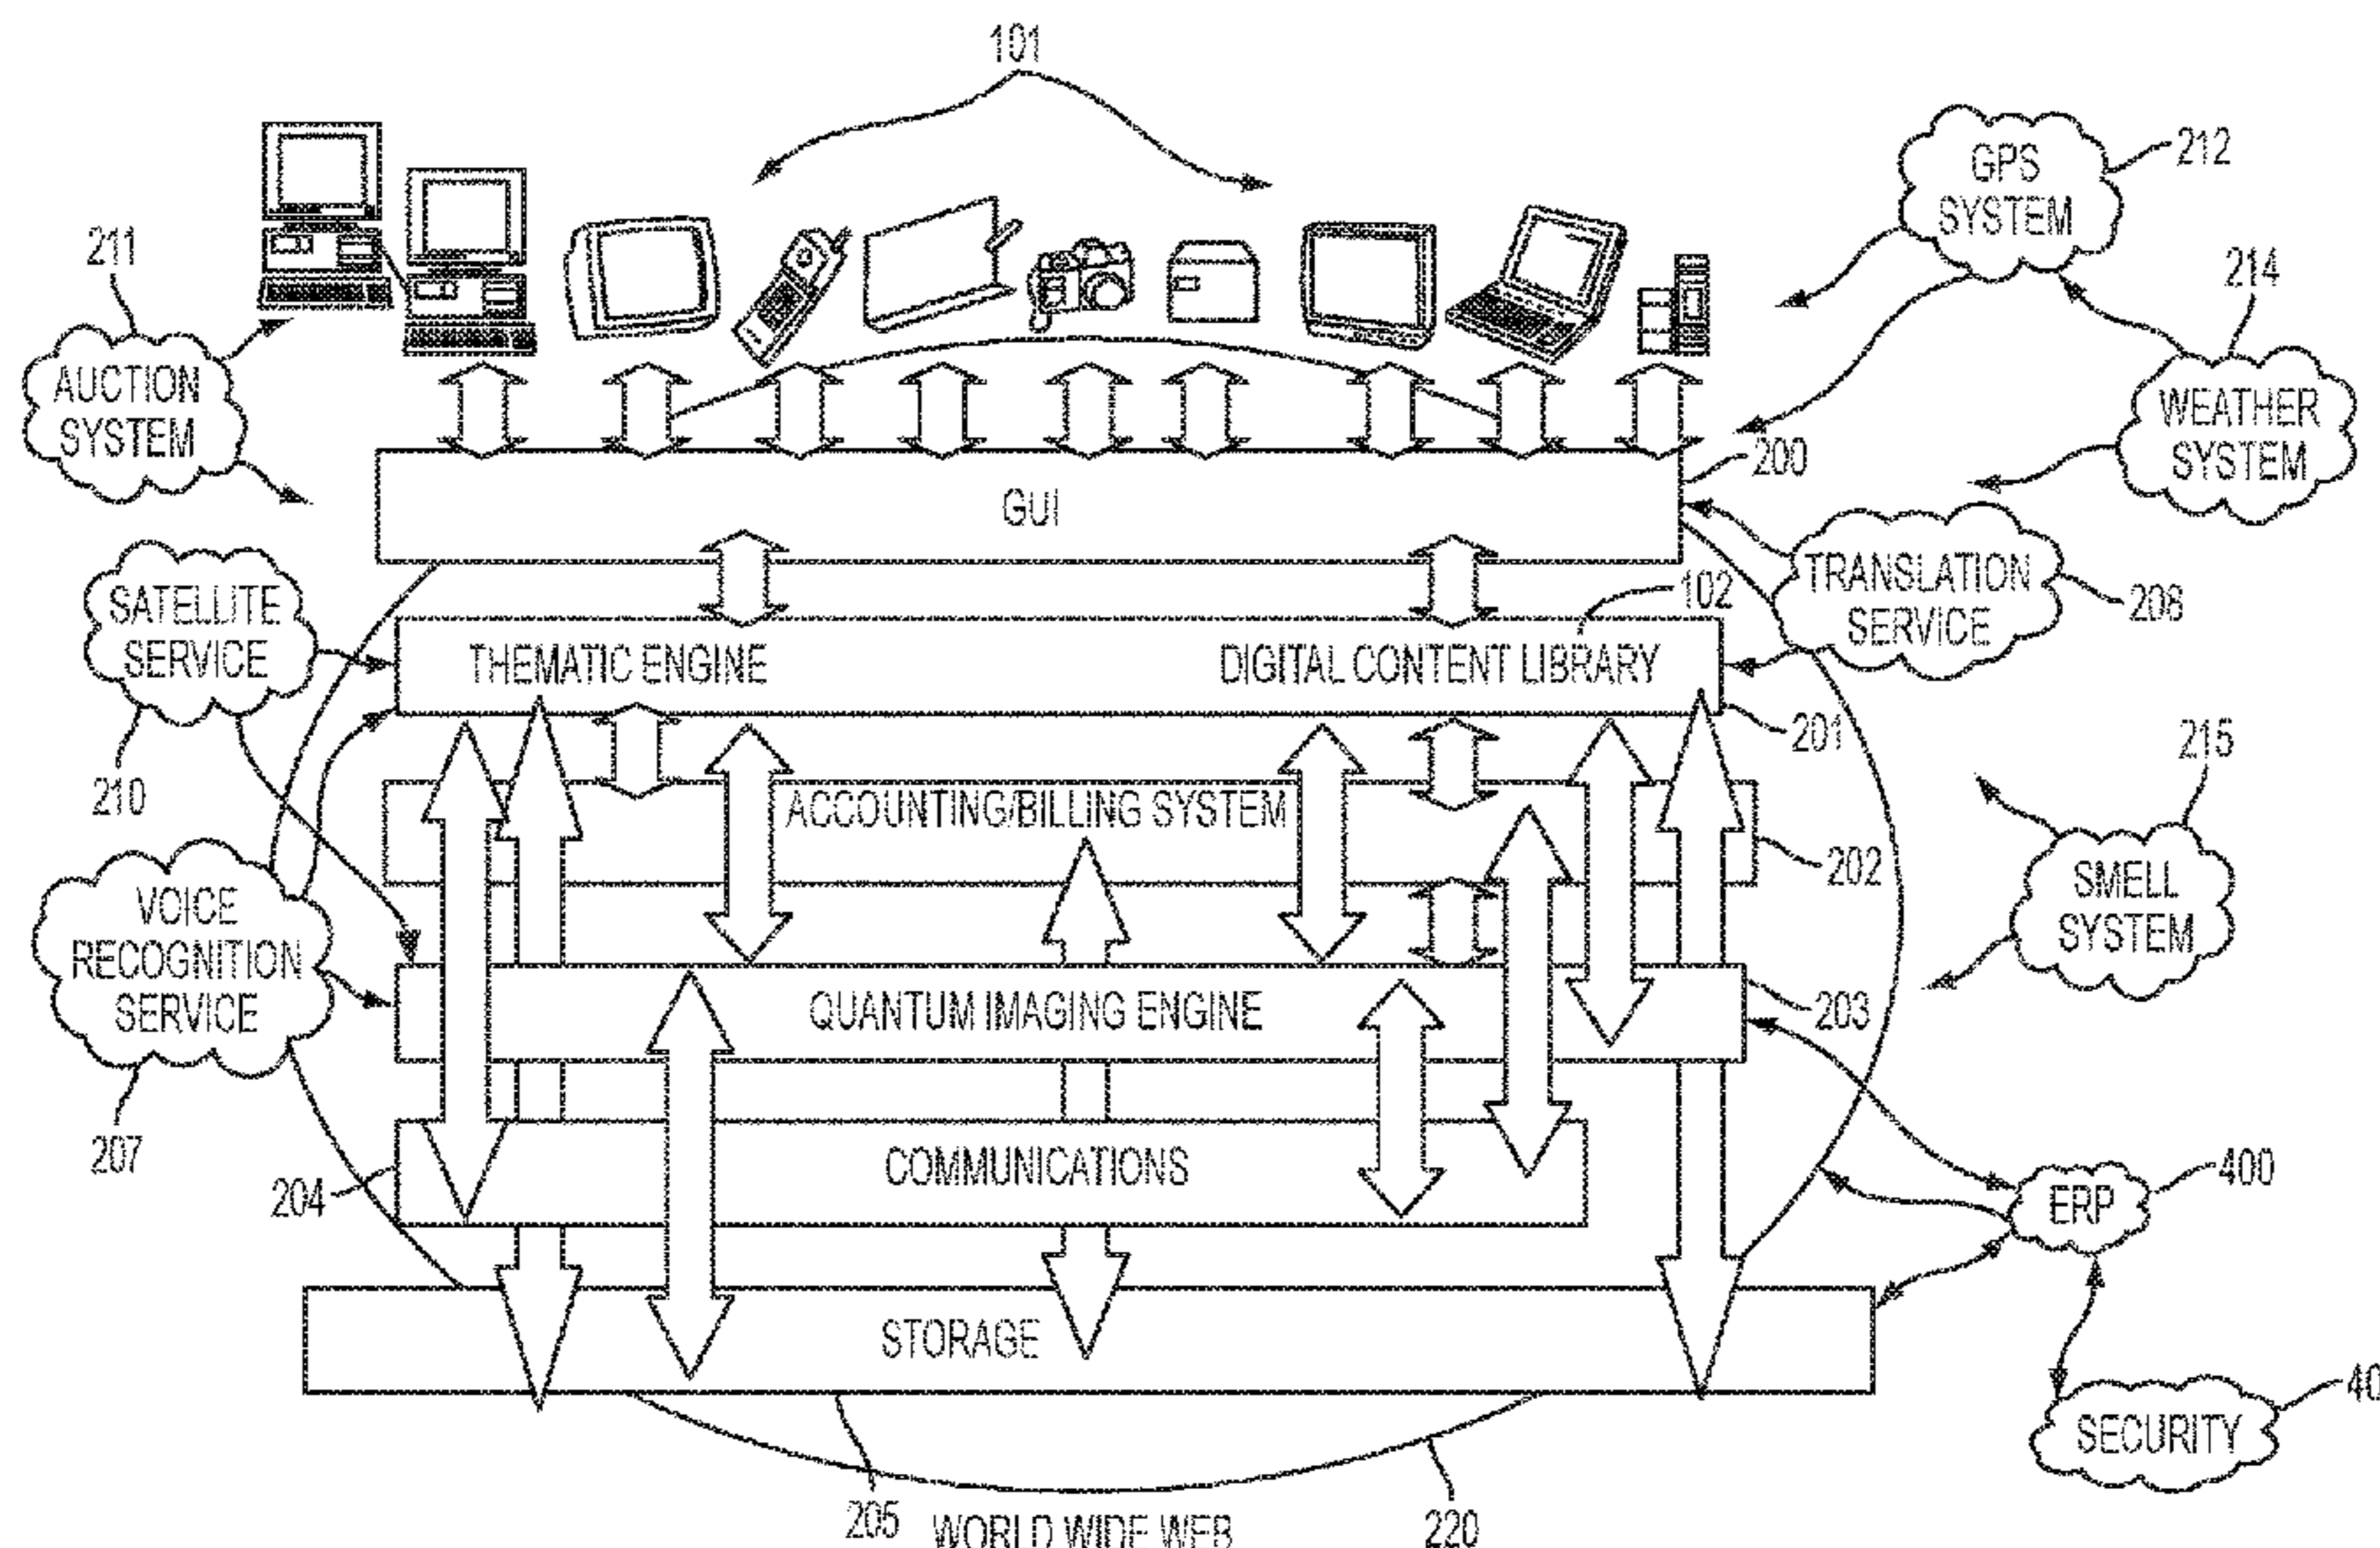 101
GPS
SYSTEM
212
211
214
AUCTION
SYSTEM
WEATHER
SYSTEM
200
GUI
SATELLITE
SERVICE
102
TRANSLATION
SERVICE
208
THEMATIC ENGINE
DIGITAL CONTENT LIBRARY
201
210
215
ACCOUNTING/BILLING SYSTEM
202
SMELL
SYSTEM
VOICE
RECOGNITION
SERVICE
QUANTUM IMAGING ENGINE
203
207
204
COMMUNICATIONS
ERP
400
STORAGE
40
SECURITY
205
WORLD WIDE WEB
220